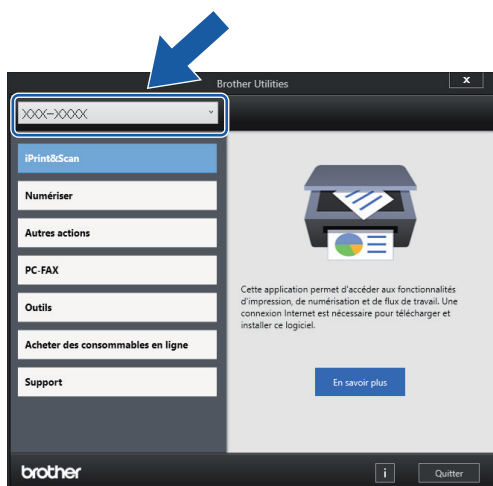 Brother Utilities
x
XXX-XXXX
iPrint&Scan
Numériser
Autres actions
PC-FAX
Outils
Acheter des consommables en ligne
Support
Cette application permet d'accéder aux fonctionnalités
d'impression, de numérisation et de flux de travail. Une
connexion Internet est nécessaire pour télécharger et
installer ce logiciel.
En savoir plus
brother
i
Quitter